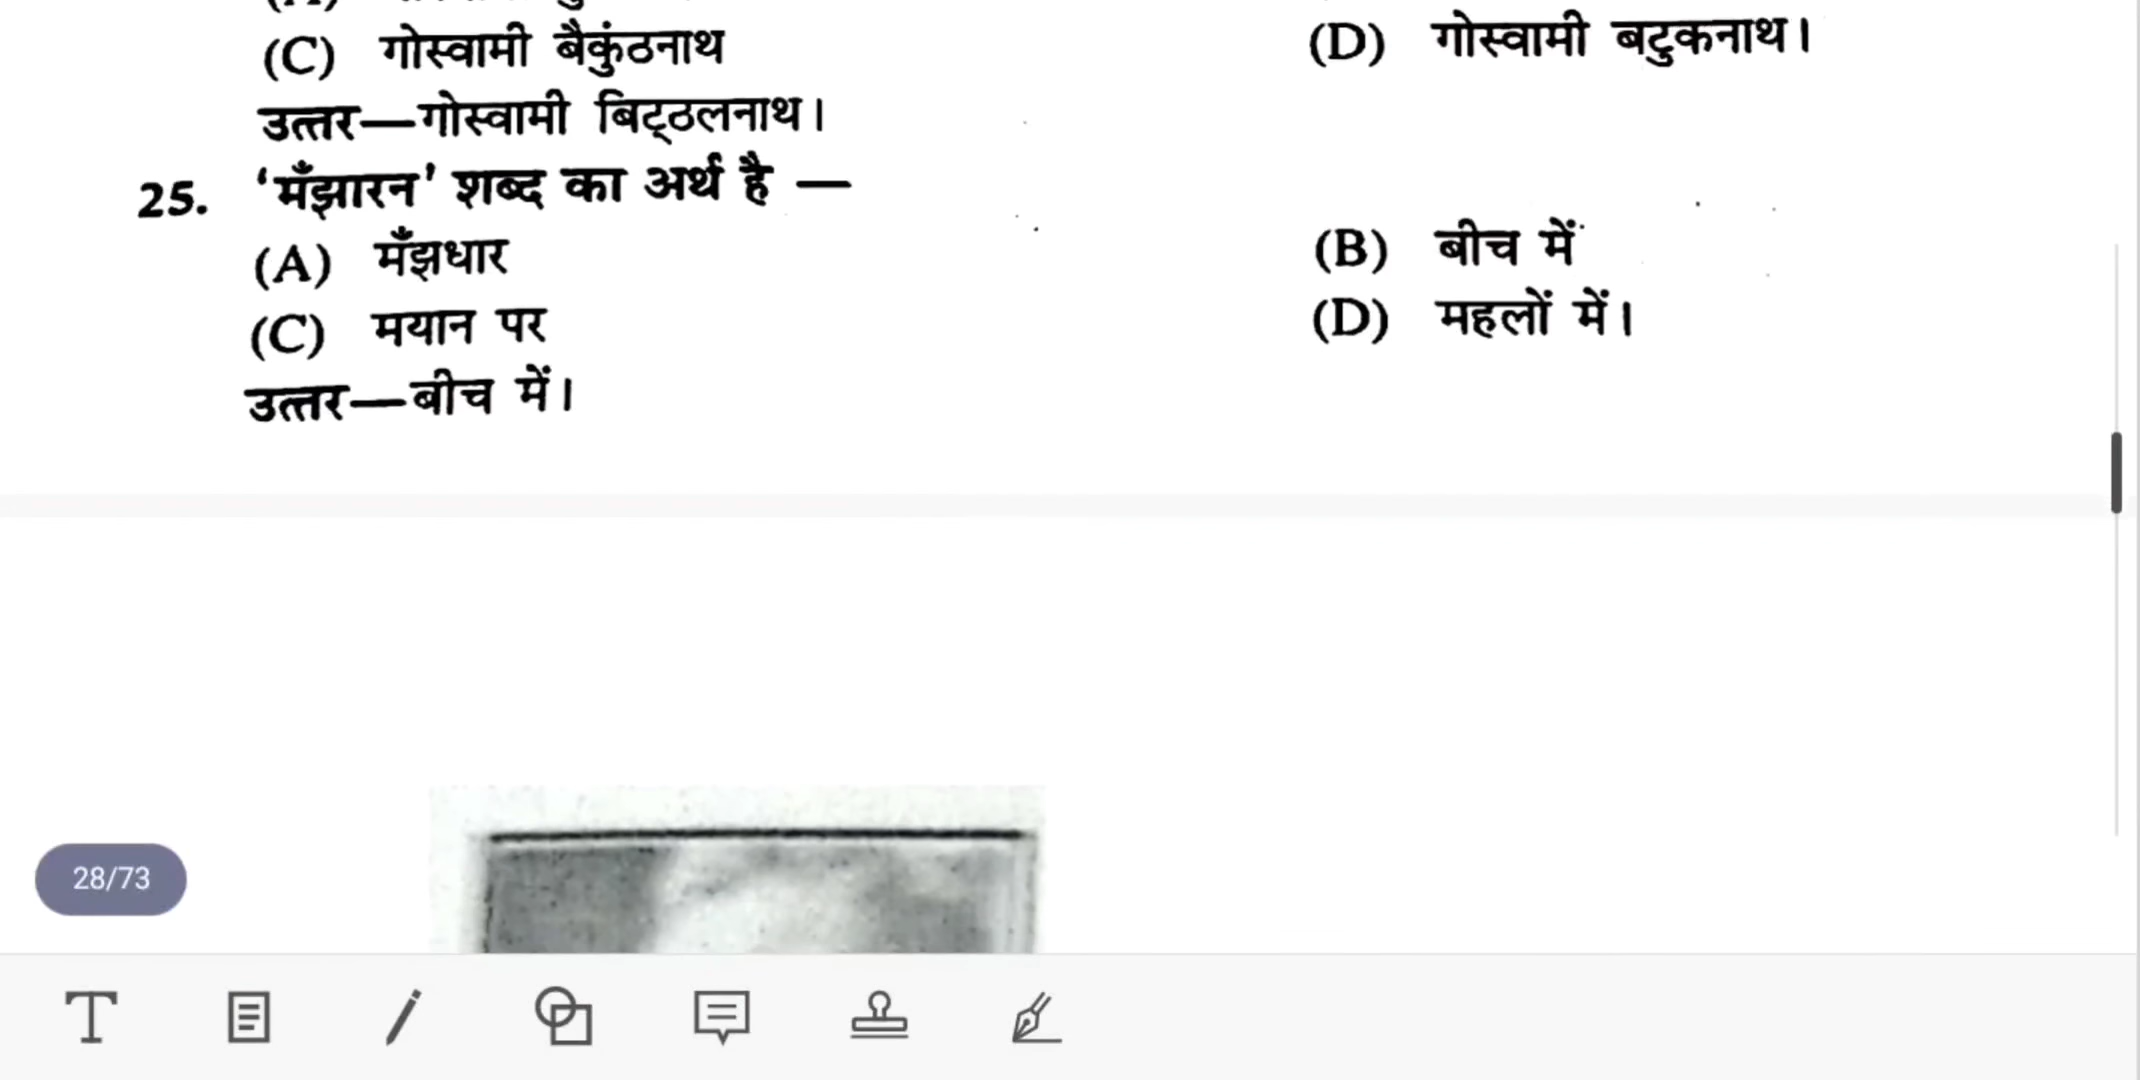 (C) गोस्वामी बैकुंठनाथ (D) गोस्वामी बटुकनाथ।
उत्तर—गोस्वामी बिट्ठलनाथ।
25. ‘मँझारन’ शब्द का अर्थ है —
(A) मँझधार (B) बीच में
(C) मयान पर (D) महलों में।
उत्तर—बीच में।
28/73